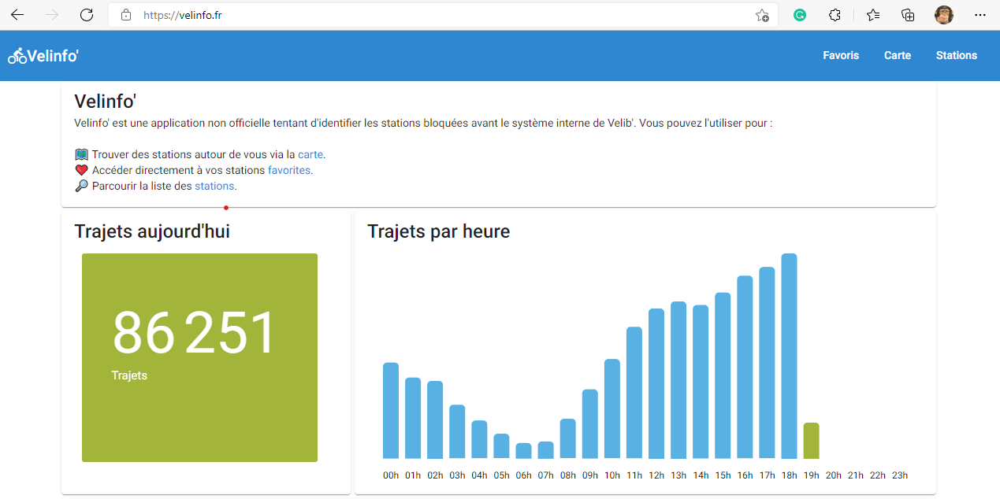 https://velinfo.fr
Velinfo'
Favoris Carte Stations
Velinfo'
Velinfo' est une application non officielle tentant d'identifier les stations bloquées avant le système interne de Velib'. Vous pouvez l'utiliser pour :
Trouver des stations autour de vous via la carte.
Accéder directement à vos stations favorites.
Parcourir la liste des stations.
Trajets aujourd'hui
86 251
Trajets
Trajets par heure
00h 01h 02h 03h 04h 05h 06h 07h 08h 09h 10h 11h 12h 13h 14h 15h 16h 17h 18h 19h 20h 21h 22h 23h